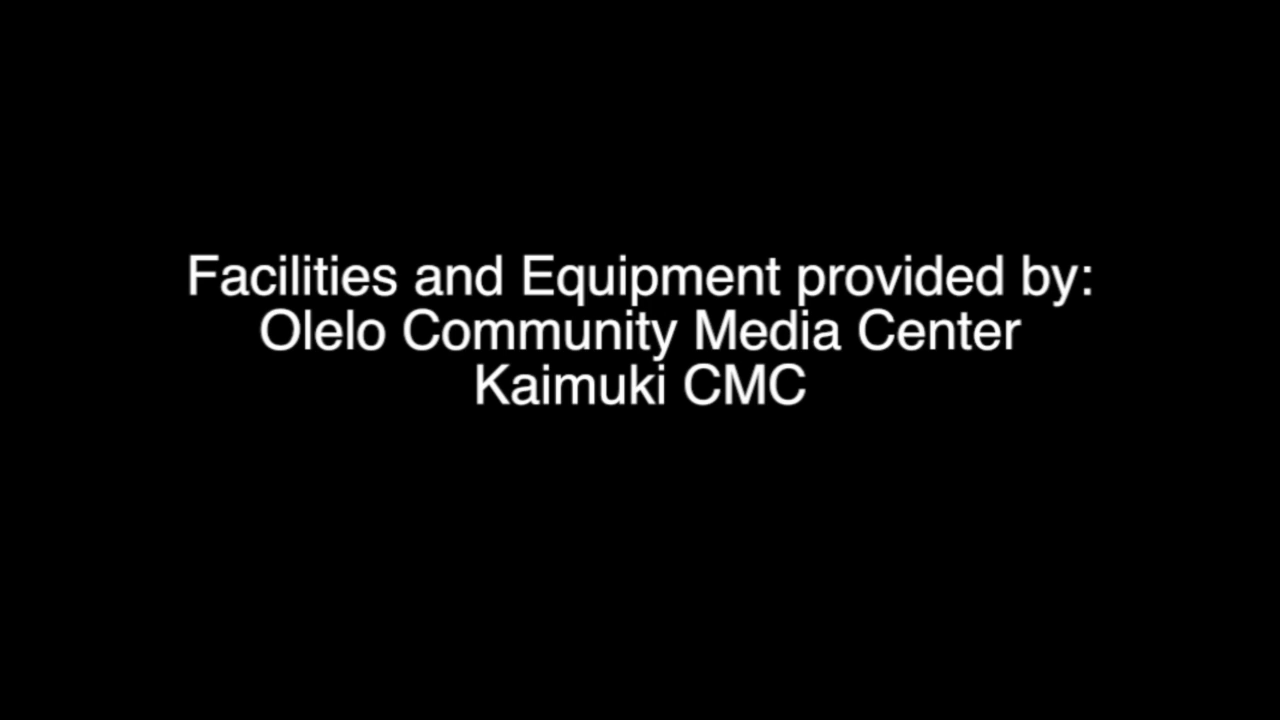 Facilities and Equipment provided by:
Olelo Community Media Center
Kaimuki CMC